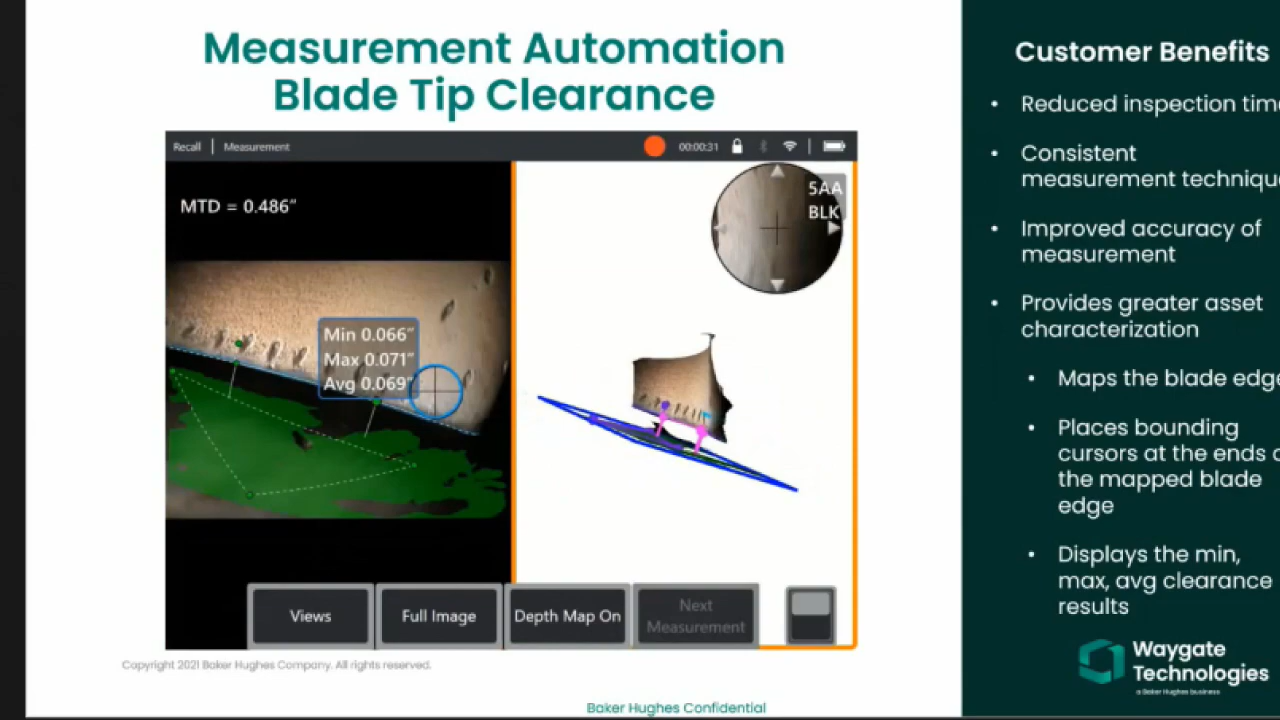 Measurement Automation
Blade Tip Clearance
Recall | Measurement
00:00:31
MTD = 0.486"
5AA
BLK
Min 0.066"
Max 0.071"
Avg 0.069"
Views
Full Image
Depth Map On
Next
Measurement
Copyright 2021 Baker Hughes Company. All rights reserved.
Baker Hughes Confidential
Customer Benefits
• Reduced inspection
• Consistent
measurement
• Improved accuracy of
measurement
• Provides greater asset
characterization
• Maps the blade
• Places bounding
cursors at the ends
the mapped blade
edge
• Displays the min,
max, avg clearance
results
Waygate
Technologies
a Baker Hughes business